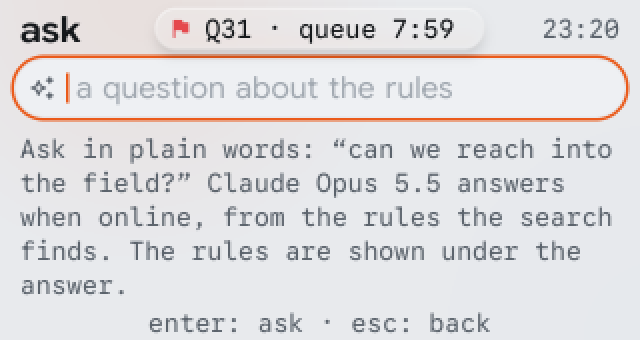 ask
Q31 · queue 7:59
23:20
a question about the rules
Ask in plain words: “can we reach into
the field?” Claude Opus 5.5 answers
when online, from the rules the search
finds. The rules are shown under the
answer.
enter: ask · esc: back